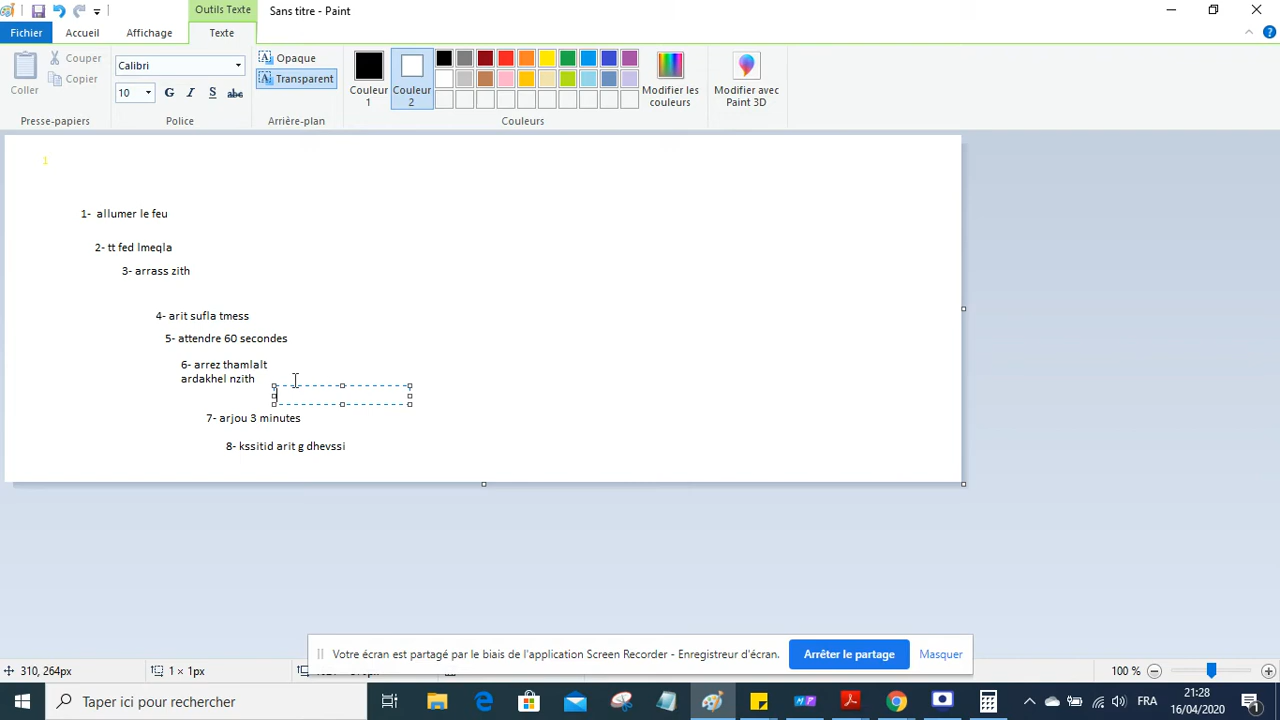 Outils Texte
Sans titre - Paint
Fichier
Accueil
Affichage
Texte
Coller
Couper
Copier
Presse-papiers
Calibri
10
G I S abc
Police
Opaque
Transparent
Arrière-plan
Couleur 1
Couleur 2
Couleurs
Modifier les couleurs
Modifier avec Paint 3D
1
1- allumer le feu
2- tt fed lmeqla
3- arrass zith
4- arit sufla tmess
5- attendre 60 secondes
6- arrez thamlalt
ardakhel nzith
7- arjou 3 minutes
8- kssitid arit g dhevssi
Votre écran est partagé par le biais de l'application Screen Recorder - Enregistreur d'écran.
Arrêter le partage
Masquer
310, 264px
1 × 1px
100 %
Taper ici pour rechercher
FRA
21:28
16/04/2020